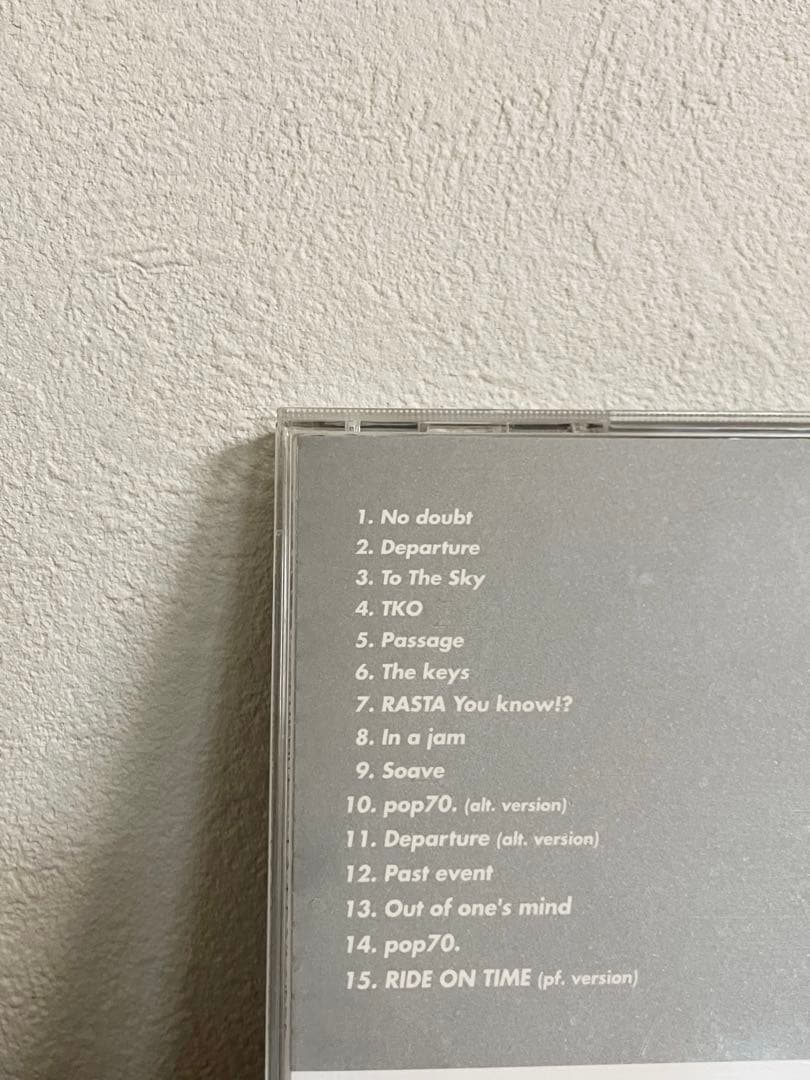 1. No doubt
2. Departure
3. To The Sky
4. TKO
5. Passage
6. The keys
7. RASTA You know!?
8. In a jam
9. Soave
10. pop70. (alt. version)
11. Departure (alt. version)
12. Past event
13. Out of one's mind
14. pop70.
15. RIDE ON TIME (pf. version)